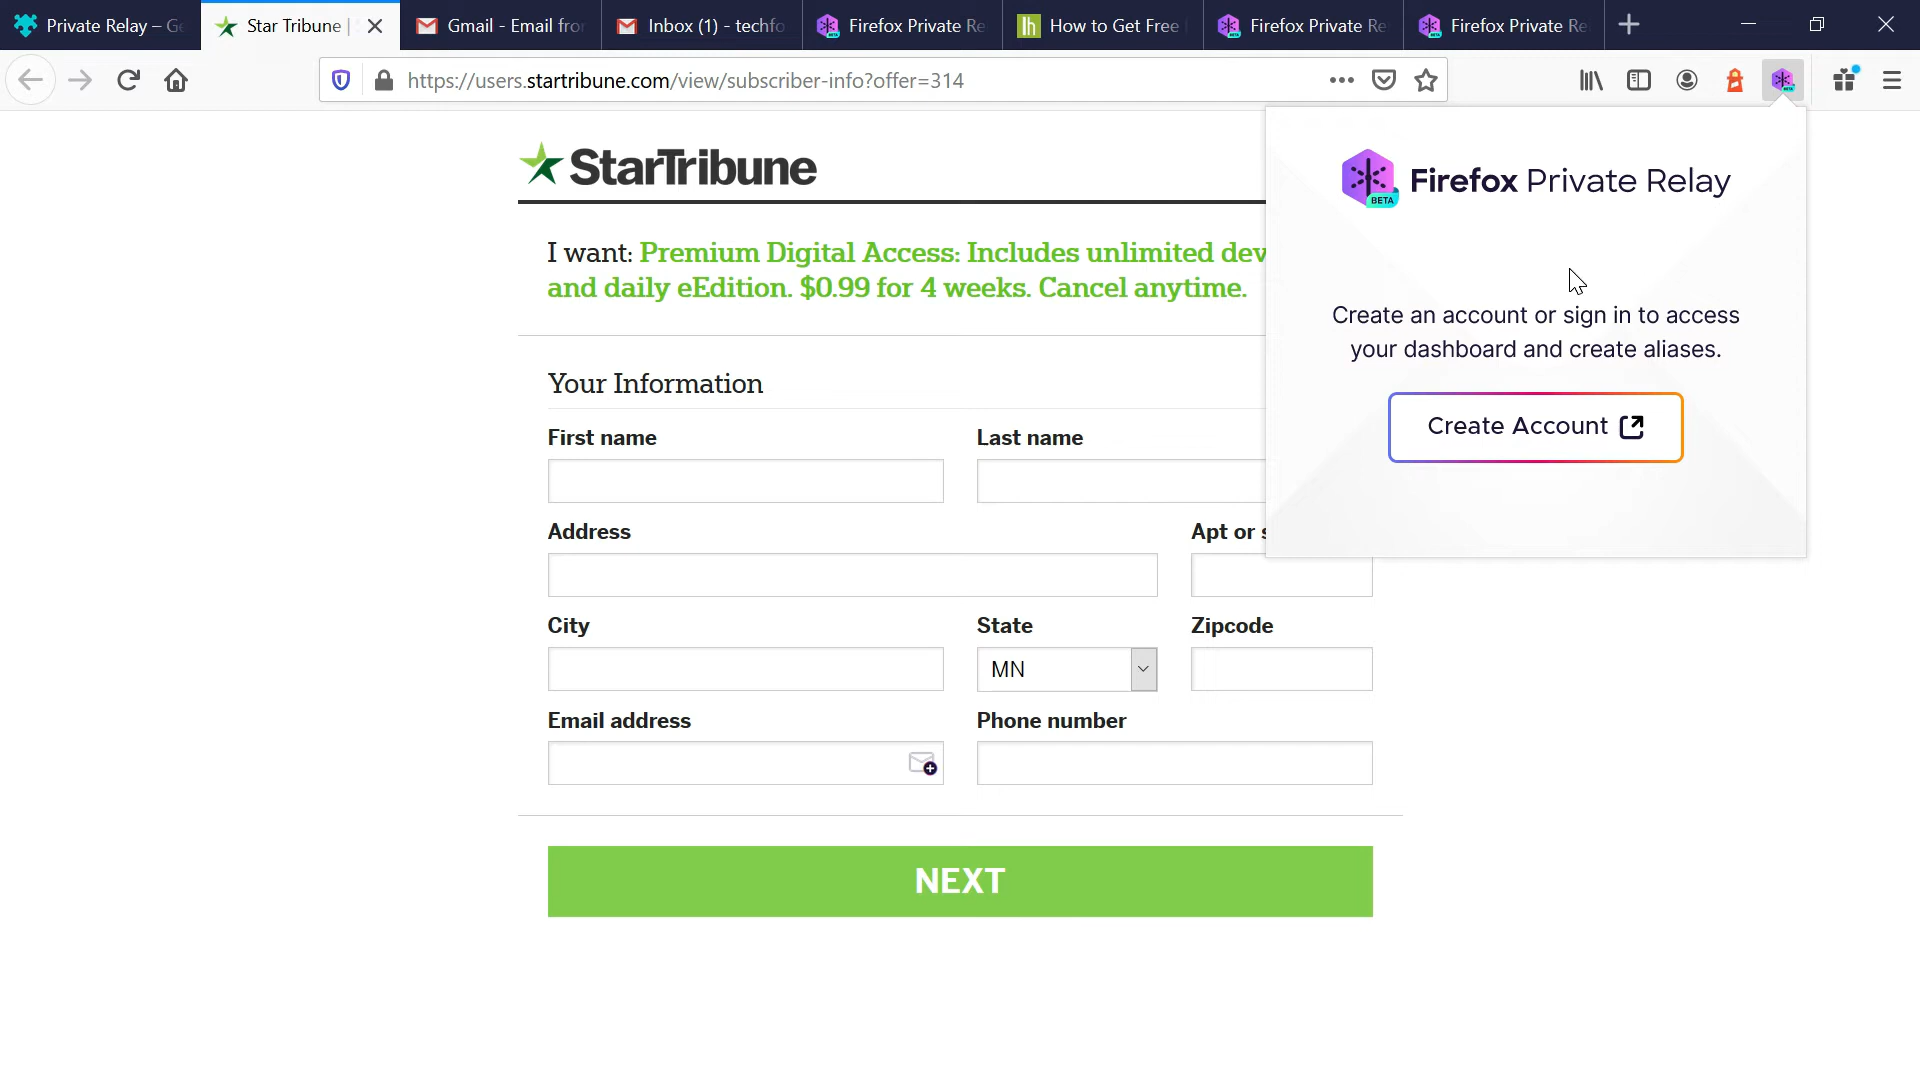 Private Relay – Ge
Star Tribune |
Gmail - Email fro
Inbox (1) - techfo
Firefox Private Re
lh
How to Get Free
Firefox Private Re
Firefox Private Re
https://users.startribune.com/view/subscriber-info?offer=314
StarTribune
BETA
Firefox Private Relay
I want: Premium Digital Access: Includes unlimited dev
and daily eEdition. $0.99 for 4 weeks. Cancel anytime.
Create an account or sign in to access
your dashboard and create aliases.
Create Account
Your Information
First name
Last name
Address
Apt or s
City
State
Zipcode
MN
Email address
Phone number
NEXT